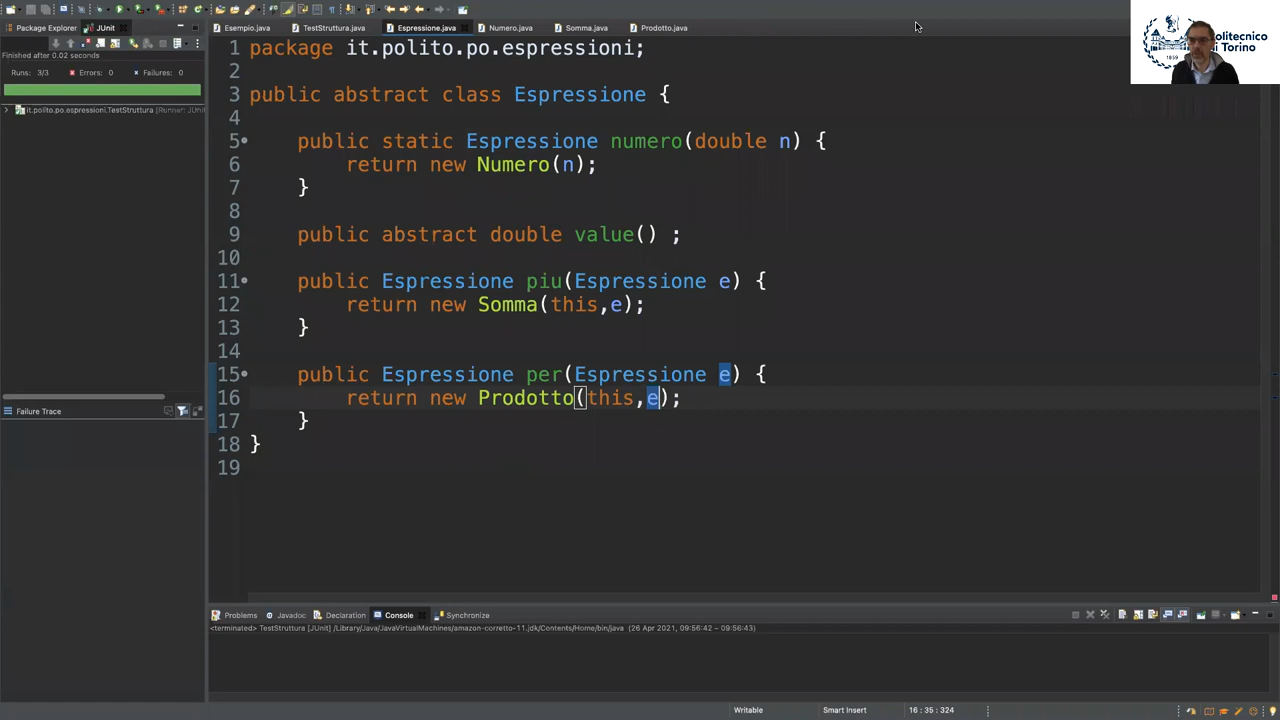 Package Explorer
JUnit
Esempio.java
TestStruttura.java
Espressione.java
Numero.java
Somma.java
Prodotto.java
Finished after 0.02 seconds
Runs: 3/3
Errors: 0
Failures: 0
it.polito.po.espressioni.TestStruttura [Runner: JUni
Failure Trace
1 package it.polito.po.espressioni;
2
3 public abstract class Espressione {
4
5 public static Espressione numero(double n) {
6 return new Numero(n);
7 }
8
9 public abstract double value() ;
10
11 public Espressione piu(Espressione e) {
12 return new Somma(this,e);
13 }
14
15 public Espressione per(Espressione e) {
16 return new Prodotto(this,e);
17 }
18 }
19
Politecnico
di Torino
1859
Problems
Javadoc
Declaration
Console
Synchronize
<terminated> TestStruttura [JUnit] /Library/Java/JavaVirtualMachines/amazon-corretto-11.jdk/Contents/Home/bin/java (26 Apr 2021, 09:56:42 – 09:56:43)
Writable
Smart Insert
16 : 35 : 324